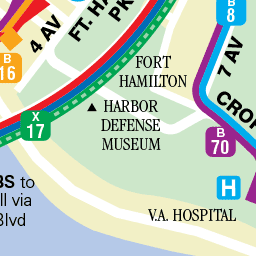 B
8
4 AV
FT. HA
PK
7 AV
B
16
FORT
HAMILTON
CRO
X
17
▲ HARBOR
DEFENSE
MUSEUM
B
70
BS to
ll via
Blvd
H
V.A. HOSPITAL